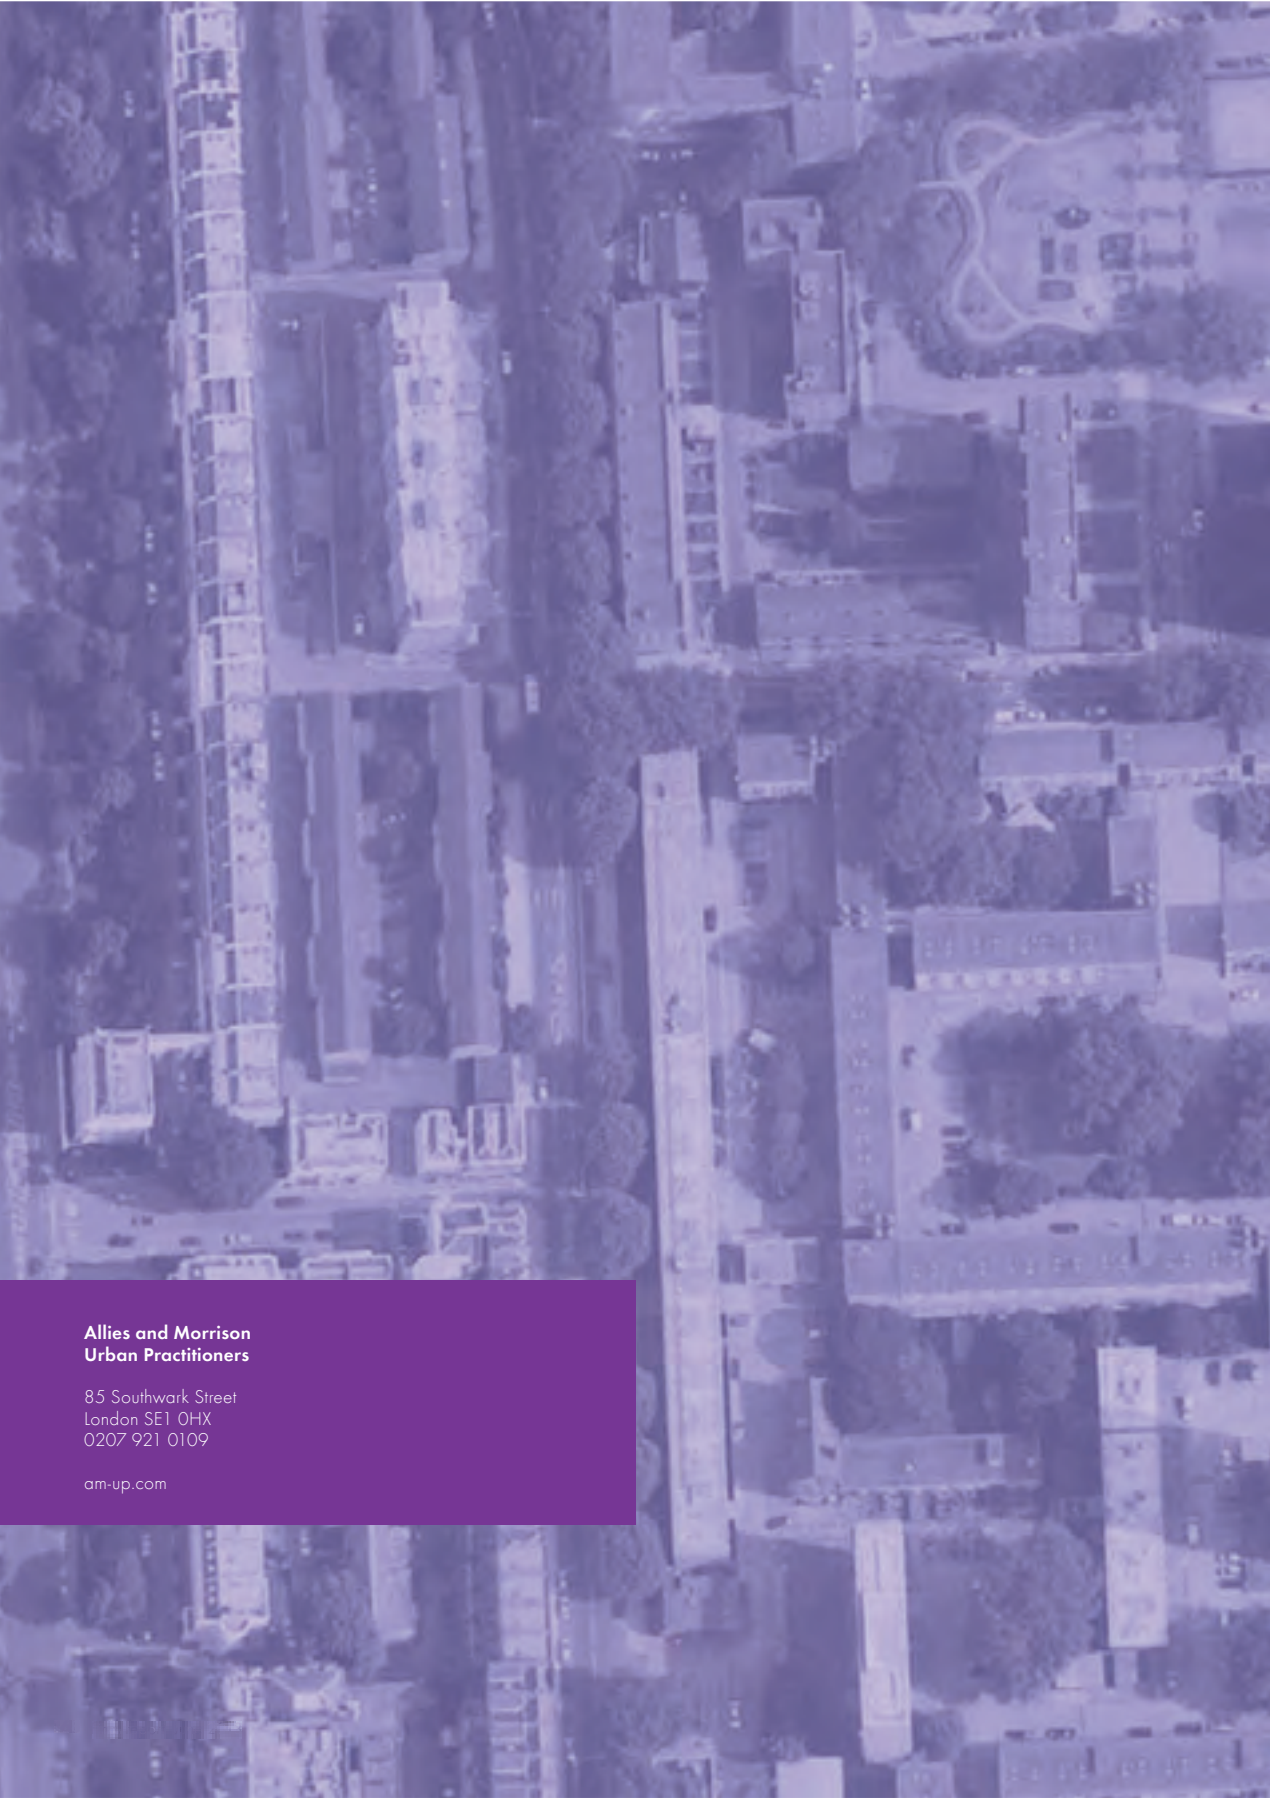 Allies and Morrison
Urban Practitioners
85 Southwark Street
London SE1 0HX
0207 921 0109
am-up.com